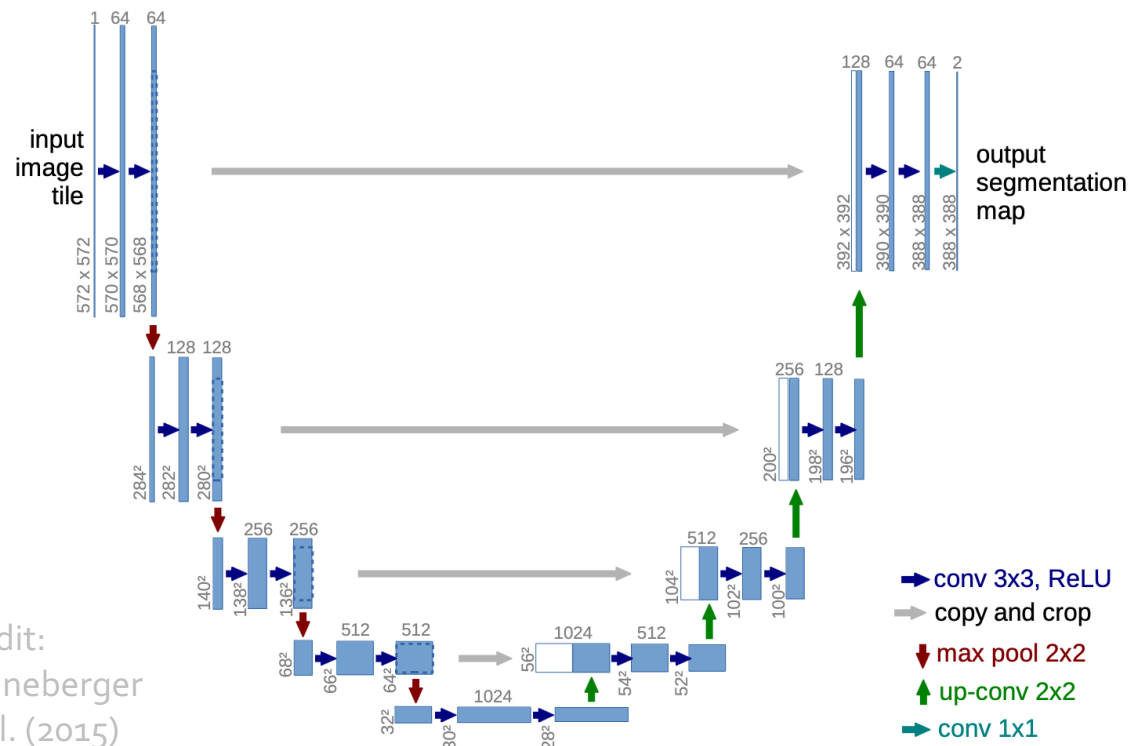 1 64 64
128 64 64 2
input
image
tile
output
segmentation
map
572 x 572
570 x 570
568 x 568
392 x 392
390 x 390
388 x 388
388 x 388
128 128
256 128
284²
282²
280²
200²
198²
196²
256 256
512 256
140²
138²
136²
104²
102²
100²
512 512
1024 512
68²
66²
64²
56²
54²
52²
1024
32²
30²
28²
conv 3x3, ReLU
copy and crop
max pool 2x2
up-conv 2x2
conv 1x1
dit:
neberger
l. (2015)